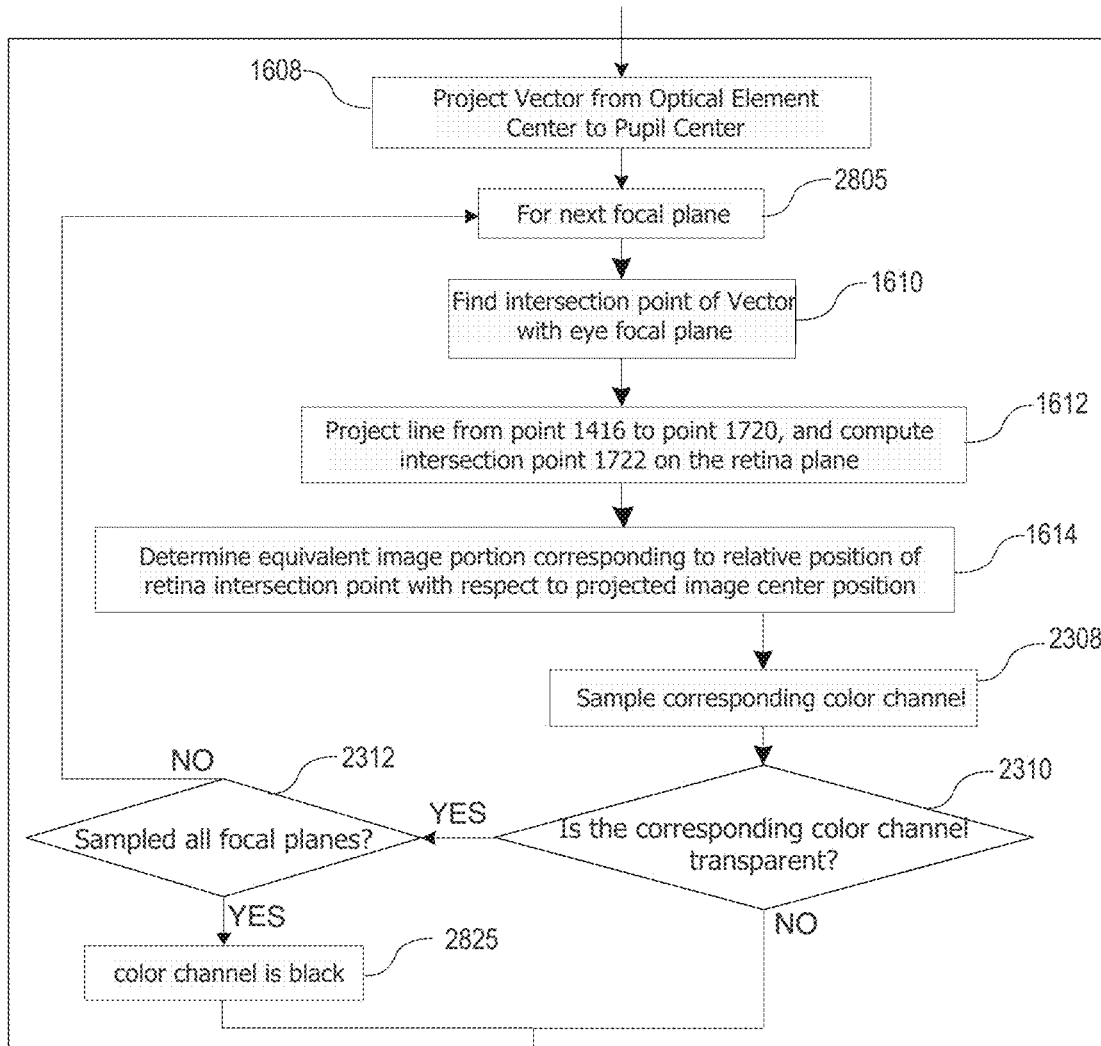 1608
Project Vector from Optical Element
Center to Pupil Center
2805
For next focal plane
1610
Find intersection point of Vector
with eye focal plane
1612
Project line from point 1416 to point 1720, and compute
intersection point 1722 on the retina plane
1614
Determine equivalent image portion corresponding to relative position of
retina intersection point with respect to projected image center position
2308
Sample corresponding color channel
NO
2312
2310
YES
Sampled all focal planes?
Is the corresponding color channel
transparent?
YES
NO
2825
color channel is black